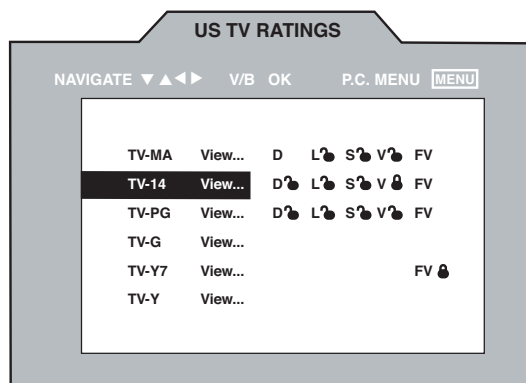 US TV RATINGS
NAVIGATE ▼▲◀▶ V/B OK P.C. MENU MENU
TV-MA View... D L S V FV
TV-14 View... D L S V FV
TV-PG View... D L S V FV
TV-G View...
TV-Y7 View... FV
TV-Y View...